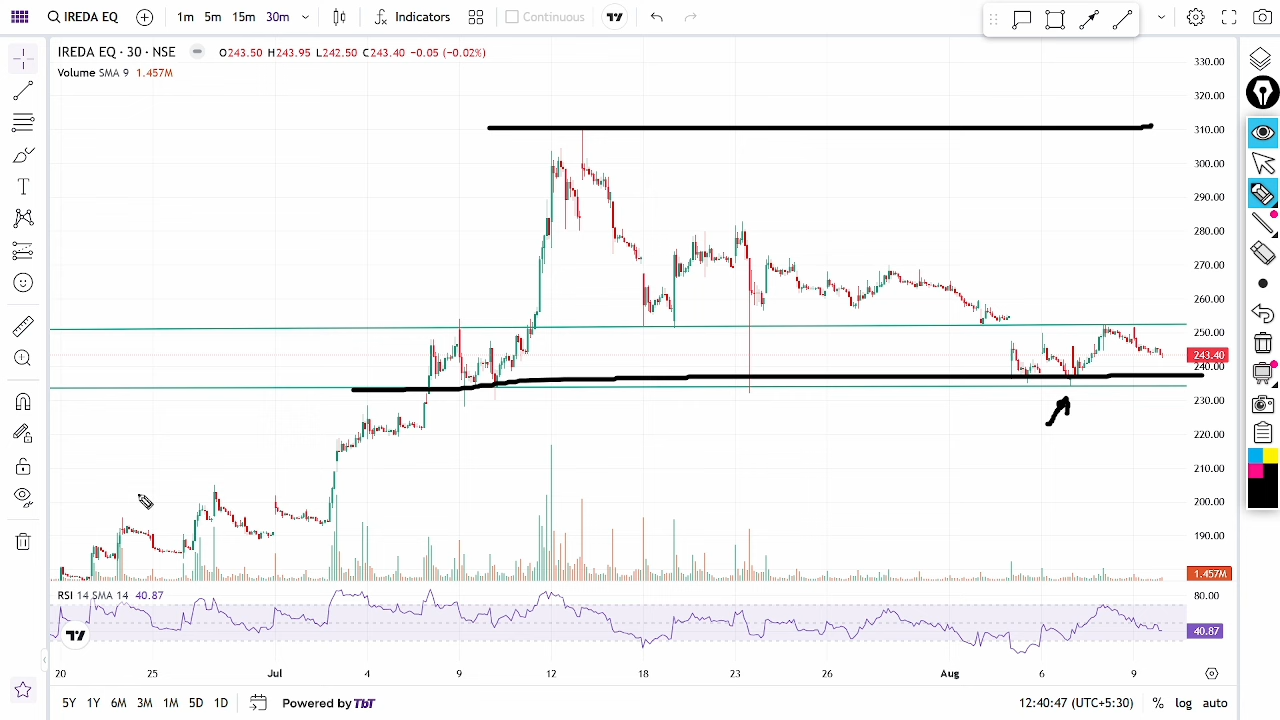 IREDA EQ 1m 5m 15m 30m Indicators Continuous
IREDA EQ · 30 · NSE O243.50 H243.95 L242.50 C243.40 −0.05 (−0.02%)
Volume SMA 9 1.457M
330.00
320.00
310.00
300.00
290.00
280.00
270.00
260.00
250.00
243.40
240.00
230.00
220.00
210.00
200.00
190.00
1.457M
RSI 14 SMA 14 40.87
80.00
40.87
20 25 Jul 4 9 12 18 23 26 Aug 6 9
5Y 1Y 6M 3M 1M 5D 1D Powered by TbT 12:40:47 (UTC+5:30) % log auto